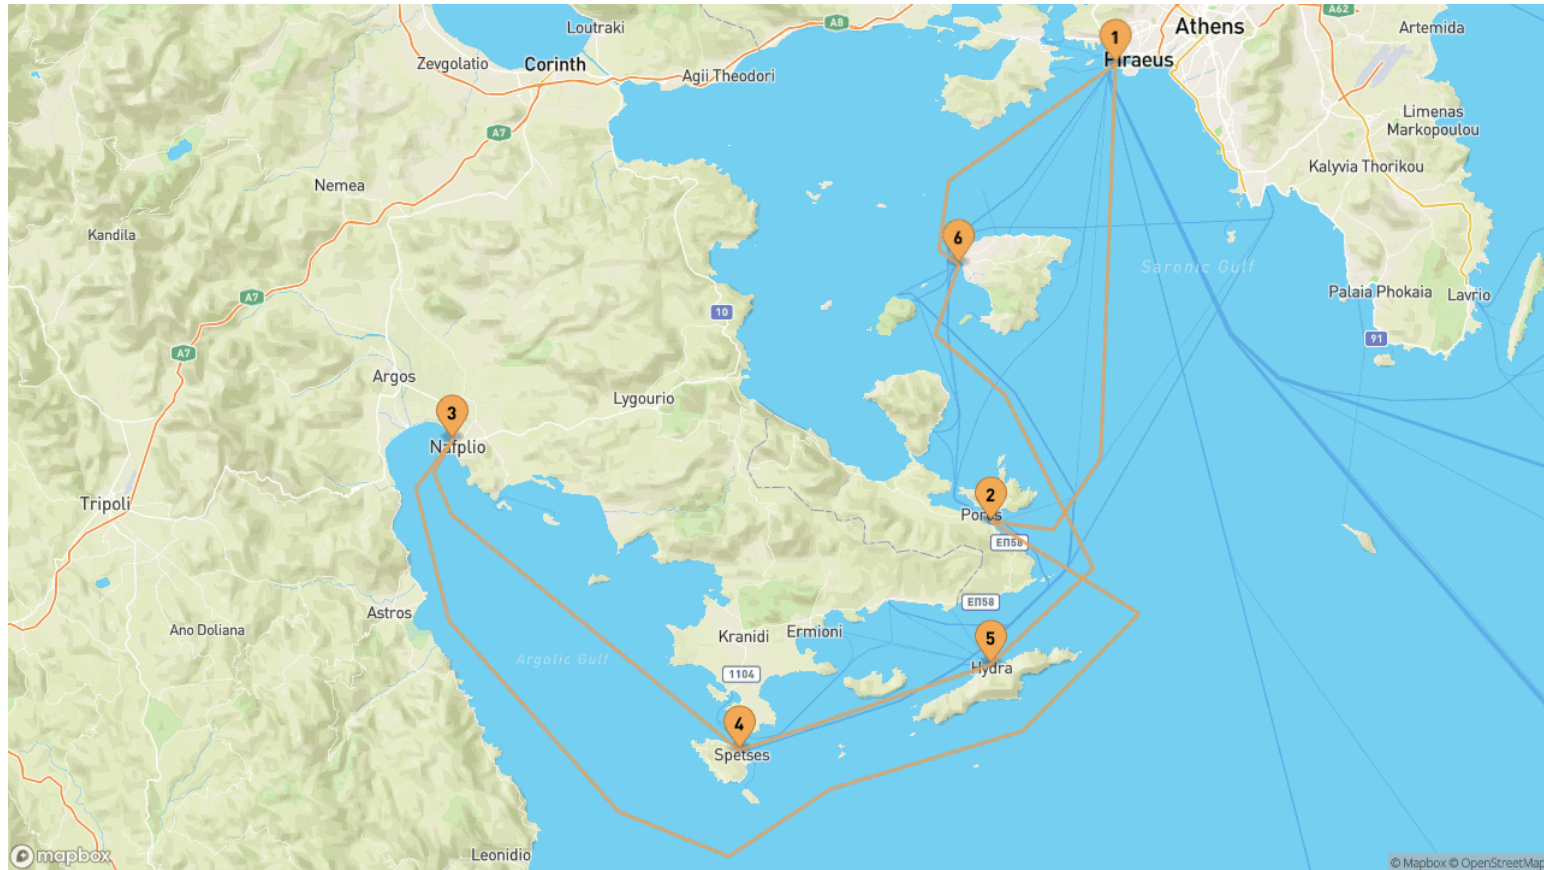 Loutraki
A8
A62
Athens
Artemida
1
Piraeus
Zevgolatio
Corinth
Agii Theodori
Limenas
Markopoulou
A7
Kalyvia Thorikou
Nemea
Kandila
6
Saronic Gulf
Palaia Phokaia
Lavrio
A7
10
91
A7
Argos
Lygourio
3
Nafplio
Tripoli
2
Poros
ΕΠ58
Astros
ΕΠ58
Ano Doliana
Kranidi
Ermioni
5
Hydra
Argolic Gulf
1104
4
Spetses
Leonidio
mapbox
© Mapbox © OpenStreetMap